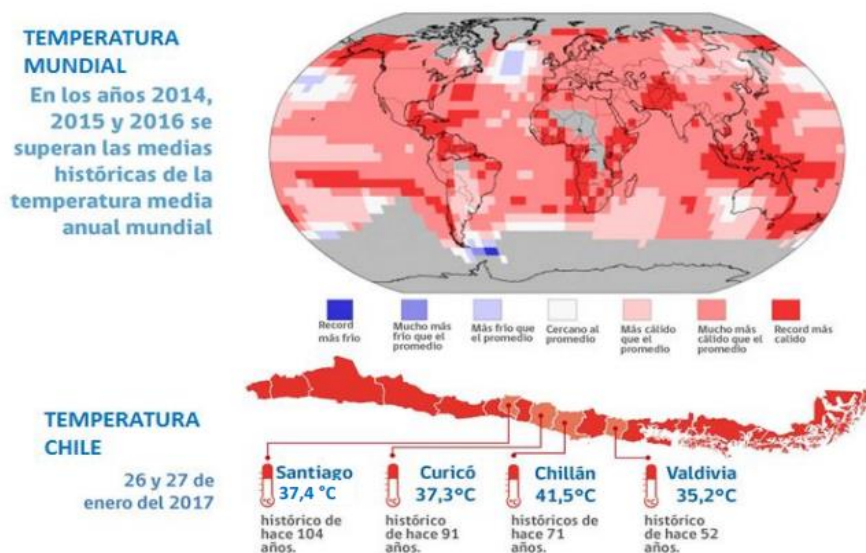 TEMPERATURA
MUNDIAL
En los años 2014,
2015 y 2016 se
superan las medias
históricas de la
temperatura media
anual mundial
Record
más frio
Mucho más
frio que el
promedio
Más frio que
el promedio
Cercano al
promedio
Más cálido
que el
promedio
Mucho más
cálido que el
promedio
Record más
calido
TEMPERATURA
CHILE
26 y 27 de
enero del 2017
Santiago
37,4 °C
histórico de
hace 104
años.
Curicó
37,3°C
histórico
de hace 91
años.
Chillán
41,5°C
históricos de
hace 71
años.
Valdivia
35,2°C
histórico
de hace 52
años.